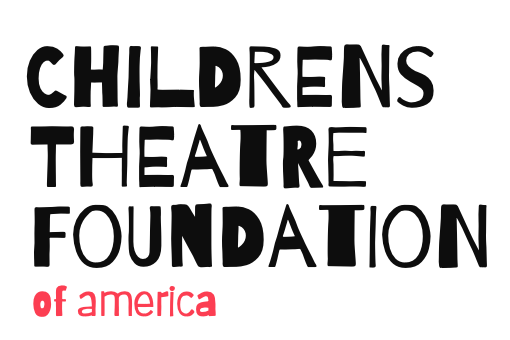 CHILDRENS
THEATRE
FOUNDATION
of america